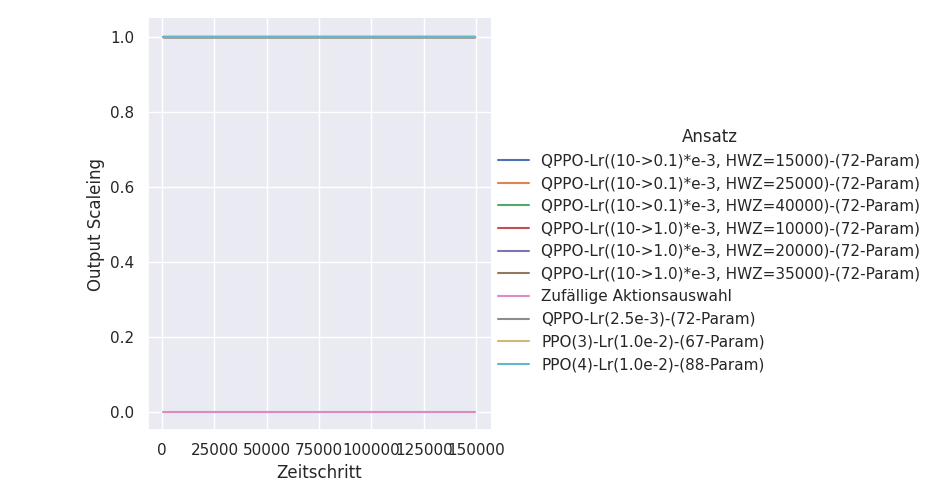 1.0
0.8
0.6
0.4
0.2
0.0
Output Scaleing
0 25000 50000 75000 100000 125000 150000
Zeitschritt
Ansatz
QPPO-Lr((10->0.1)*e-3, HWZ=15000)-(72-Param)
QPPO-Lr((10->0.1)*e-3, HWZ=25000)-(72-Param)
QPPO-Lr((10->0.1)*e-3, HWZ=40000)-(72-Param)
QPPO-Lr((10->1.0)*e-3, HWZ=10000)-(72-Param)
QPPO-Lr((10->1.0)*e-3, HWZ=20000)-(72-Param)
QPPO-Lr((10->1.0)*e-3, HWZ=35000)-(72-Param)
Zufällige Aktionsauswahl
QPPO-Lr(2.5e-3)-(72-Param)
PPO(3)-Lr(1.0e-2)-(67-Param)
PPO(4)-Lr(1.0e-2)-(88-Param)